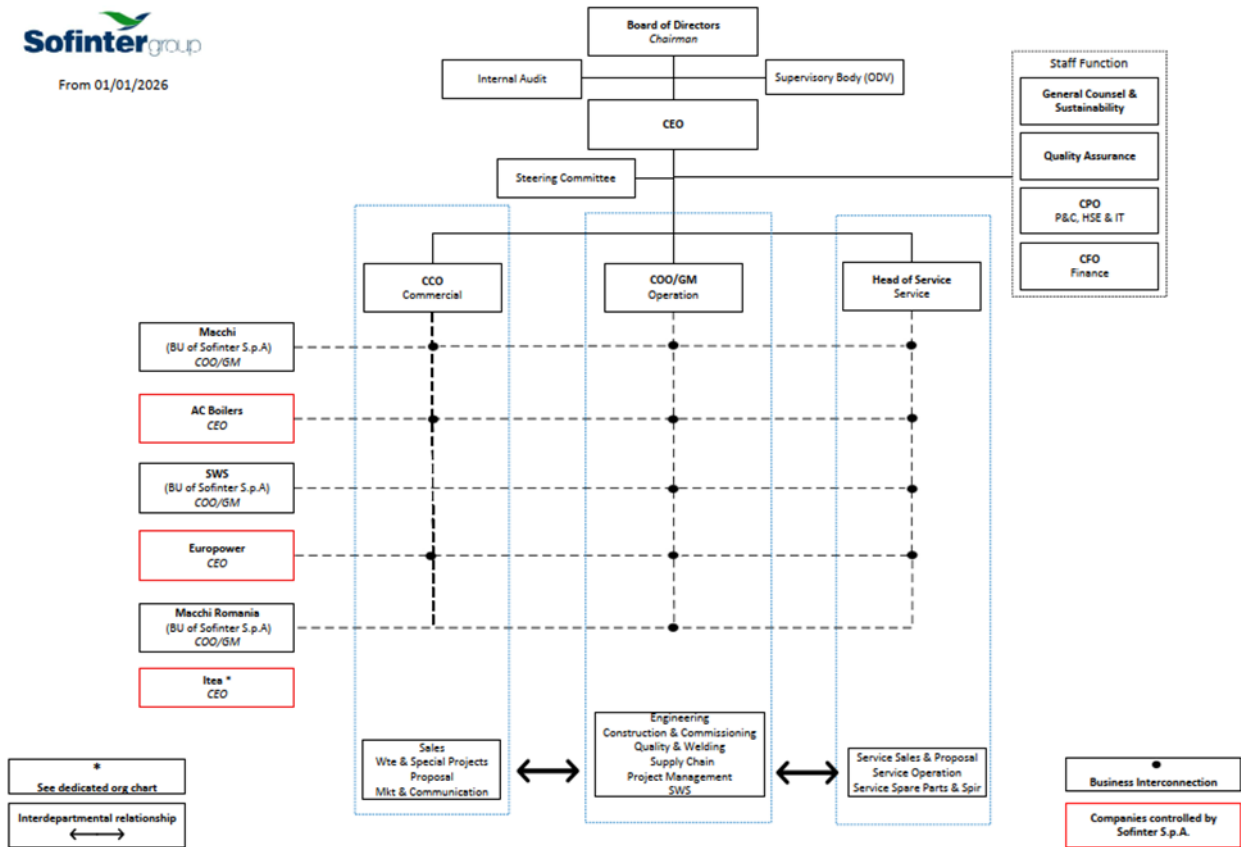 Sofinter group
From 01/01/2026
Board of Directors
Chairman
Internal Audit
Supervisory Body (ODV)
CEO
Steering Committee
Staff Function
General Counsel &
Sustainability
Quality Assurance
CPO
P&C, HSE & IT
CFO
Finance
CCO
Commercial
COO/GM
Operation
Head of Service
Service
Macchi
(BU of Sofinter S.p.A)
COO/GM
AC Boilers
CEO
SWS
(BU of Sofinter S.p.A)
COO/GM
Europower
CEO
Macchi Romania
(BU of Sofinter S.p.A)
COO/GM
Itea *
CEO
Sales
Wte & Special Projects
Proposal
Mkt & Communication
Engineering
Construction & Commissioning
Quality & Welding
Supply Chain
Project Management
SWS
Service Sales & Proposal
Service Operation
Service Spare Parts & Spir
*
See dedicated org chart
Interdepartmental relationship
Business Interconnection
Companies controlled by
Sofinter S.p.A.